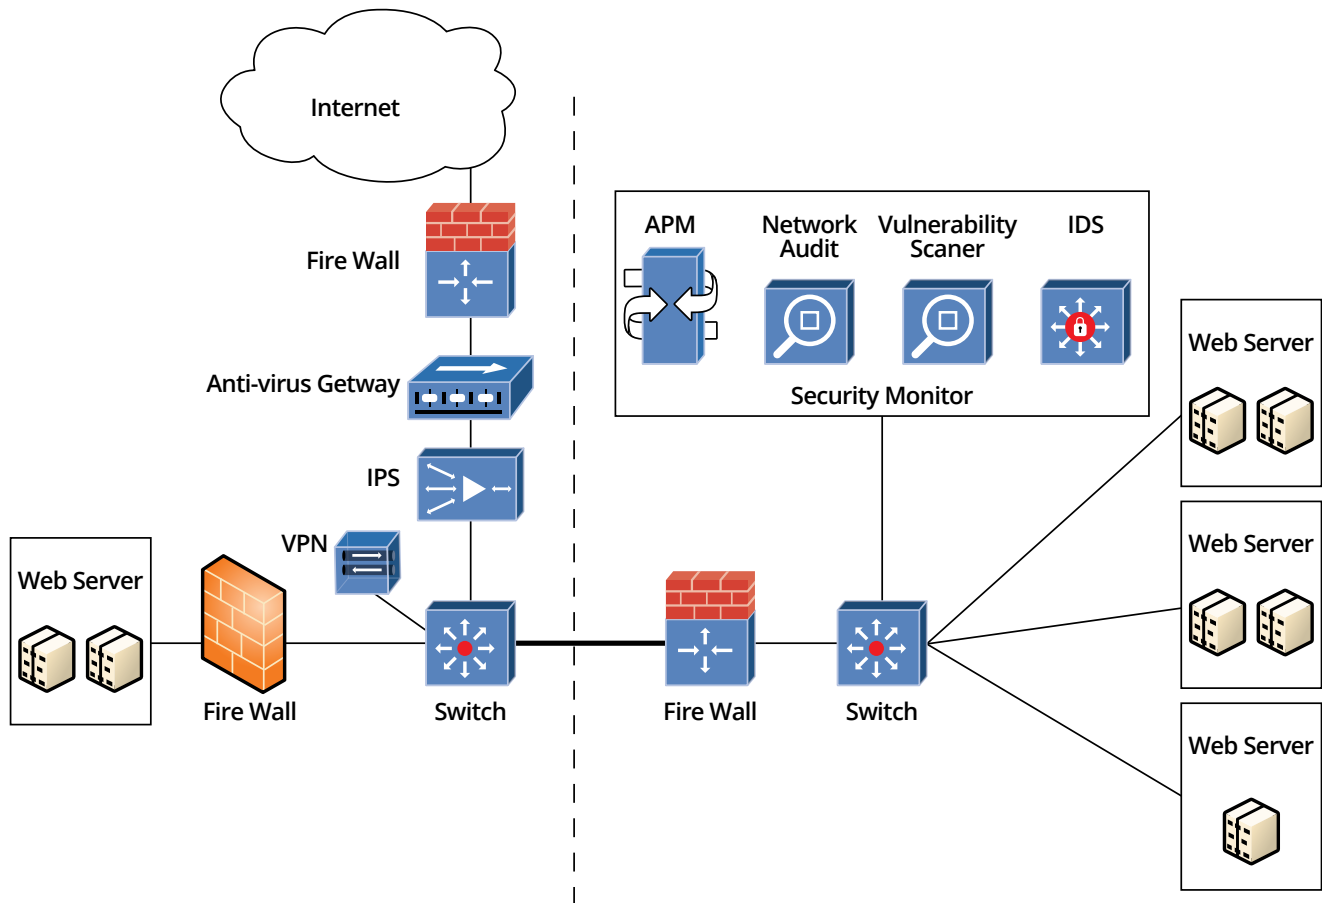 Internet
Fire Wall
Anti-virus Getway
IPS
VPN
Web Server
Fire Wall
Switch
APM
Network
Audit
Vulnerability
Scaner
IDS
Security Monitor
Fire Wall
Switch
Web Server
Web Server
Web Server